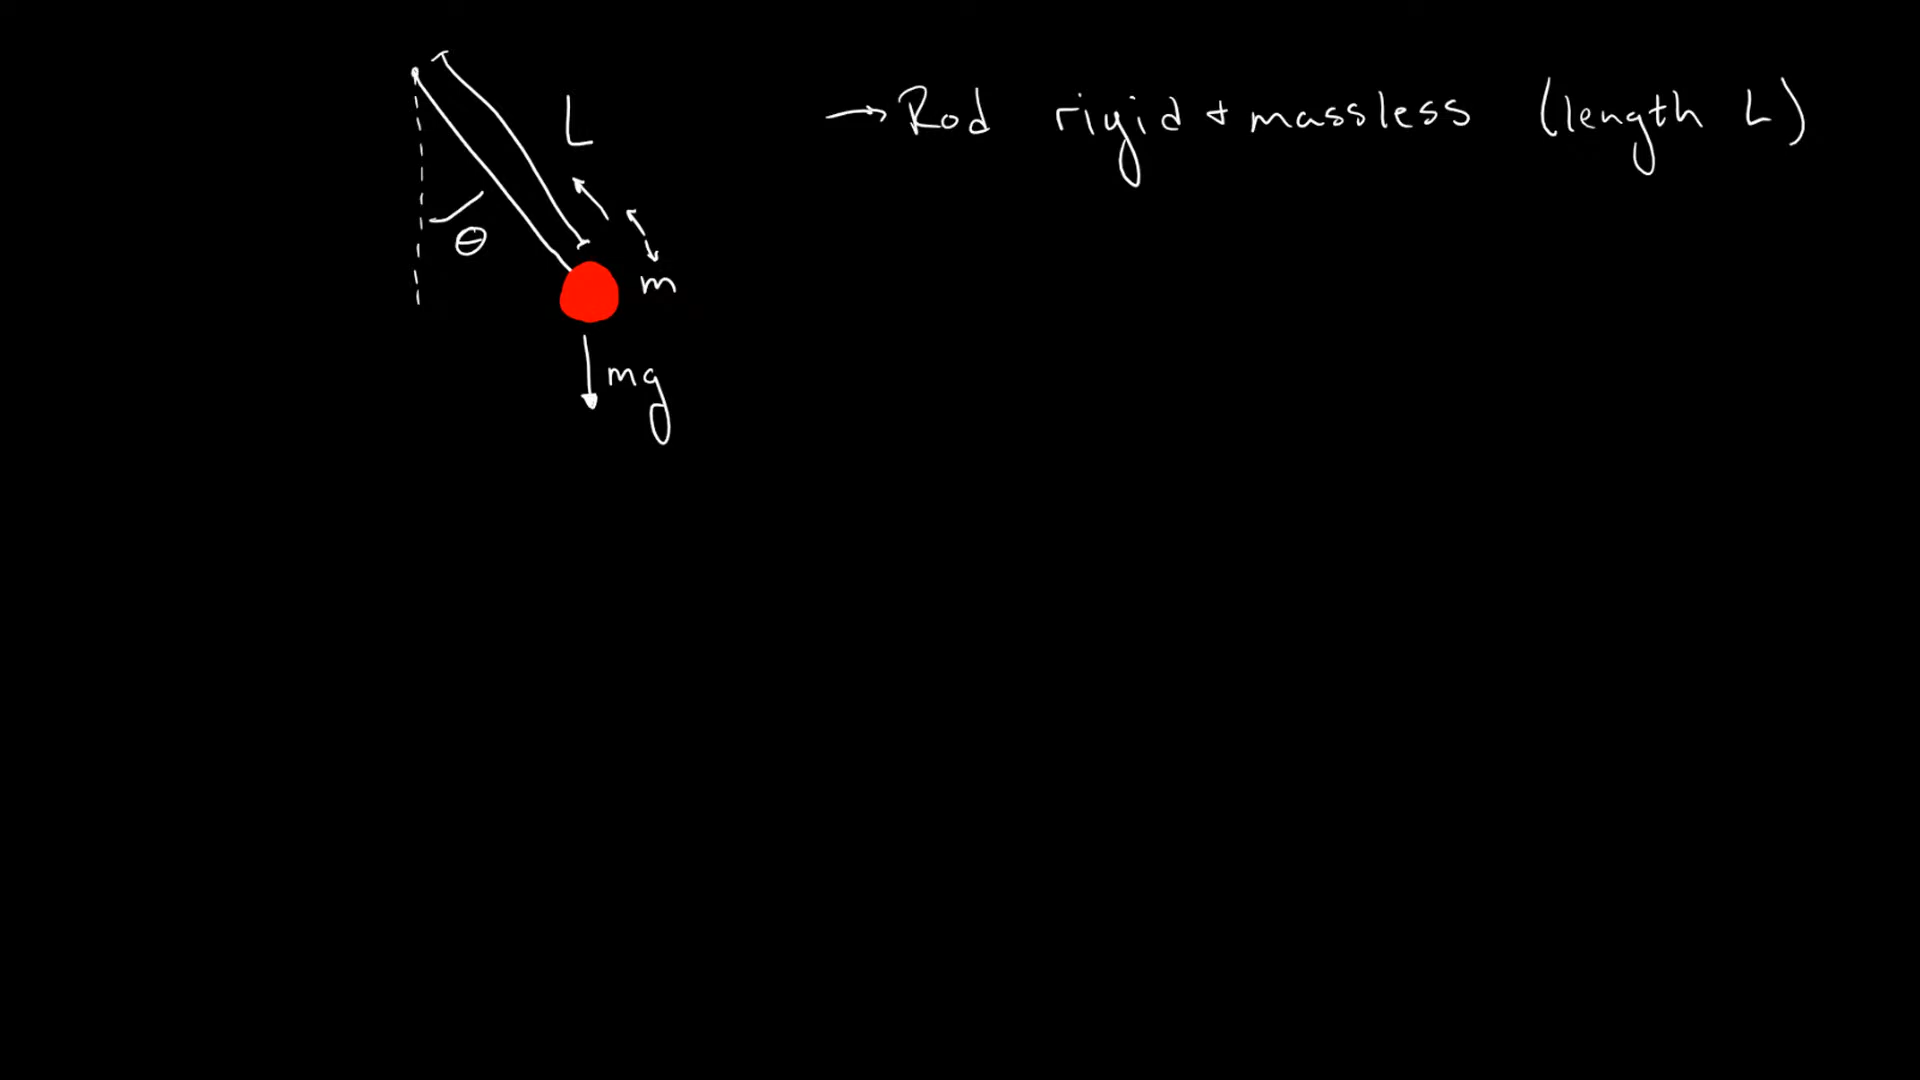 L
→ Rod rigid + massless (length L)
θ
m
mg